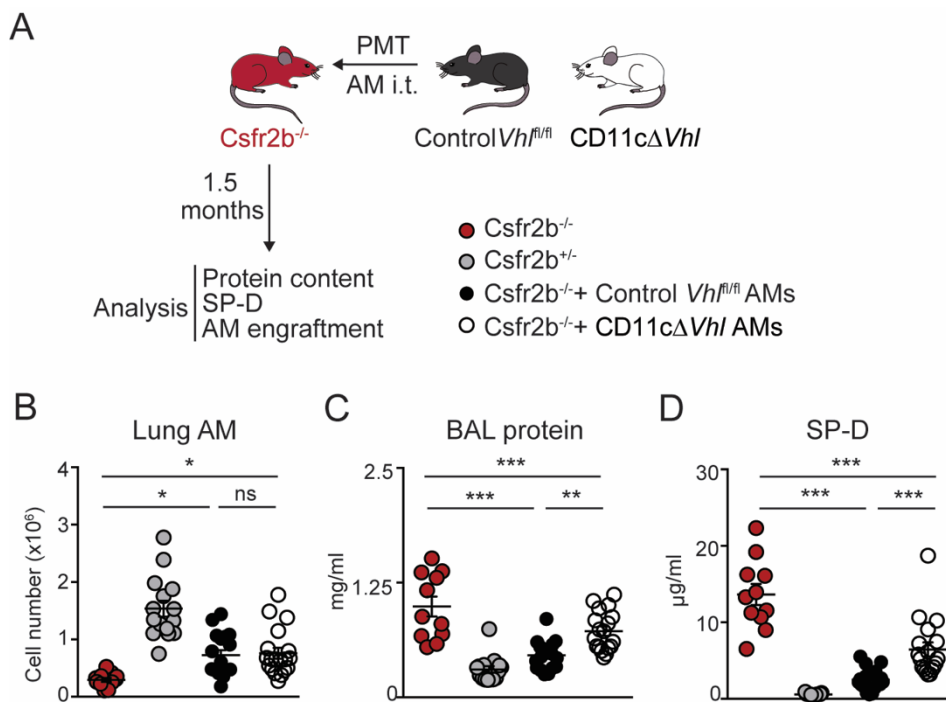 A
PMT
AM i.t.
Csfr2b-/-
ControlVhlfl/fl
CD11cΔVhl
1.5
months
Analysis
Protein content
SP-D
AM engraftment
Csfr2b-/-
Csfr2b+/-
Csfr2b-/-+ Control Vhlfl/fl AMs
Csfr2b-/-+ CD11cΔVhl AMs
B
Lung AM
*
*
ns
Cell number (x10⁶)
4
3
2
1
0
C
BAL protein
***
***
**
mg/ml
2.5
1.25
0
D
SP-D
***
***
***
µg/ml
30
20
10
0